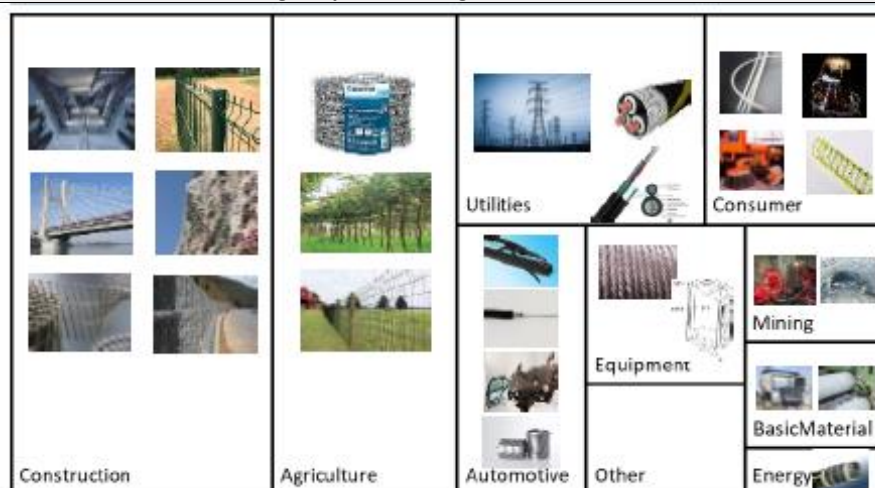 Utilities
Consumer
Mining
Equipment
BasicMaterial
Construction
Agriculture
Automotive
Other
Energy